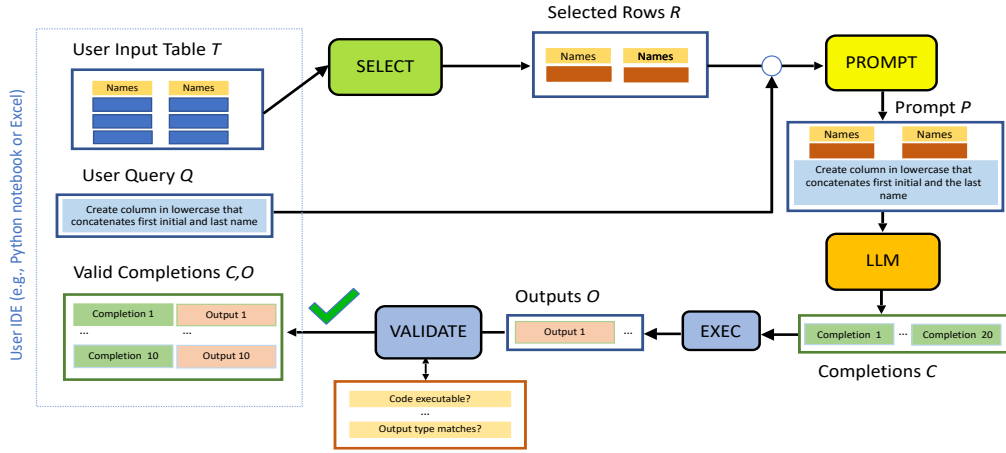 User IDE (e.g., Python notebook or Excel)
User Input Table T
Names Names
SELECT
Selected Rows R
Names Names
PROMPT
Prompt P
Names Names
Create column in lowercase that
concatenates first initial and the last
name
User Query Q
Create column in lowercase that
concatenates first initial and last name
LLM
Completions C
Completion 1 ... Completion 20
EXEC
Outputs O
Output 1 ...
VALIDATE
Code executable?
...
Output type matches?
Valid Completions C,O
Completion 1 Output 1
... ...
Completion 10 Output 10